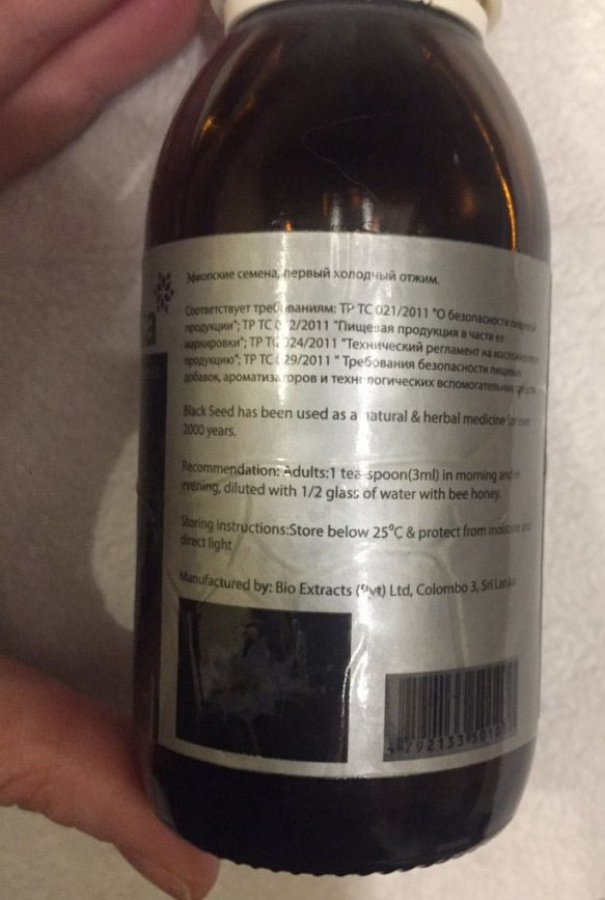 Эфиопские семена, первый холодный отжим.
Соответствует требованиям: ТР ТС 021/2011 "О безопасности
продукции"; ТР ТС 2/2011 "Пищевая продукция в части ее
маркировки"; ТР ТС 024/2011 "Технический регламент на
продукцию"; ТР ТС 29/2011 " Требования безопасности пищевых
добавок, ароматизаторов и технологических вспомогательных
Black Seed has been used as a natural & herbal medicine for over
2000 years.
Recommendation: Adults:1 tea spoon(3ml) in morning and in
evening, diluted with 1/2 glass of water with bee honey.
Storing instructions:Store below 25⁰C & protect from moisture and
direct light
Manufactured by: Bio Extracts (Pvt) Ltd, Colombo 3, Sri Lanka